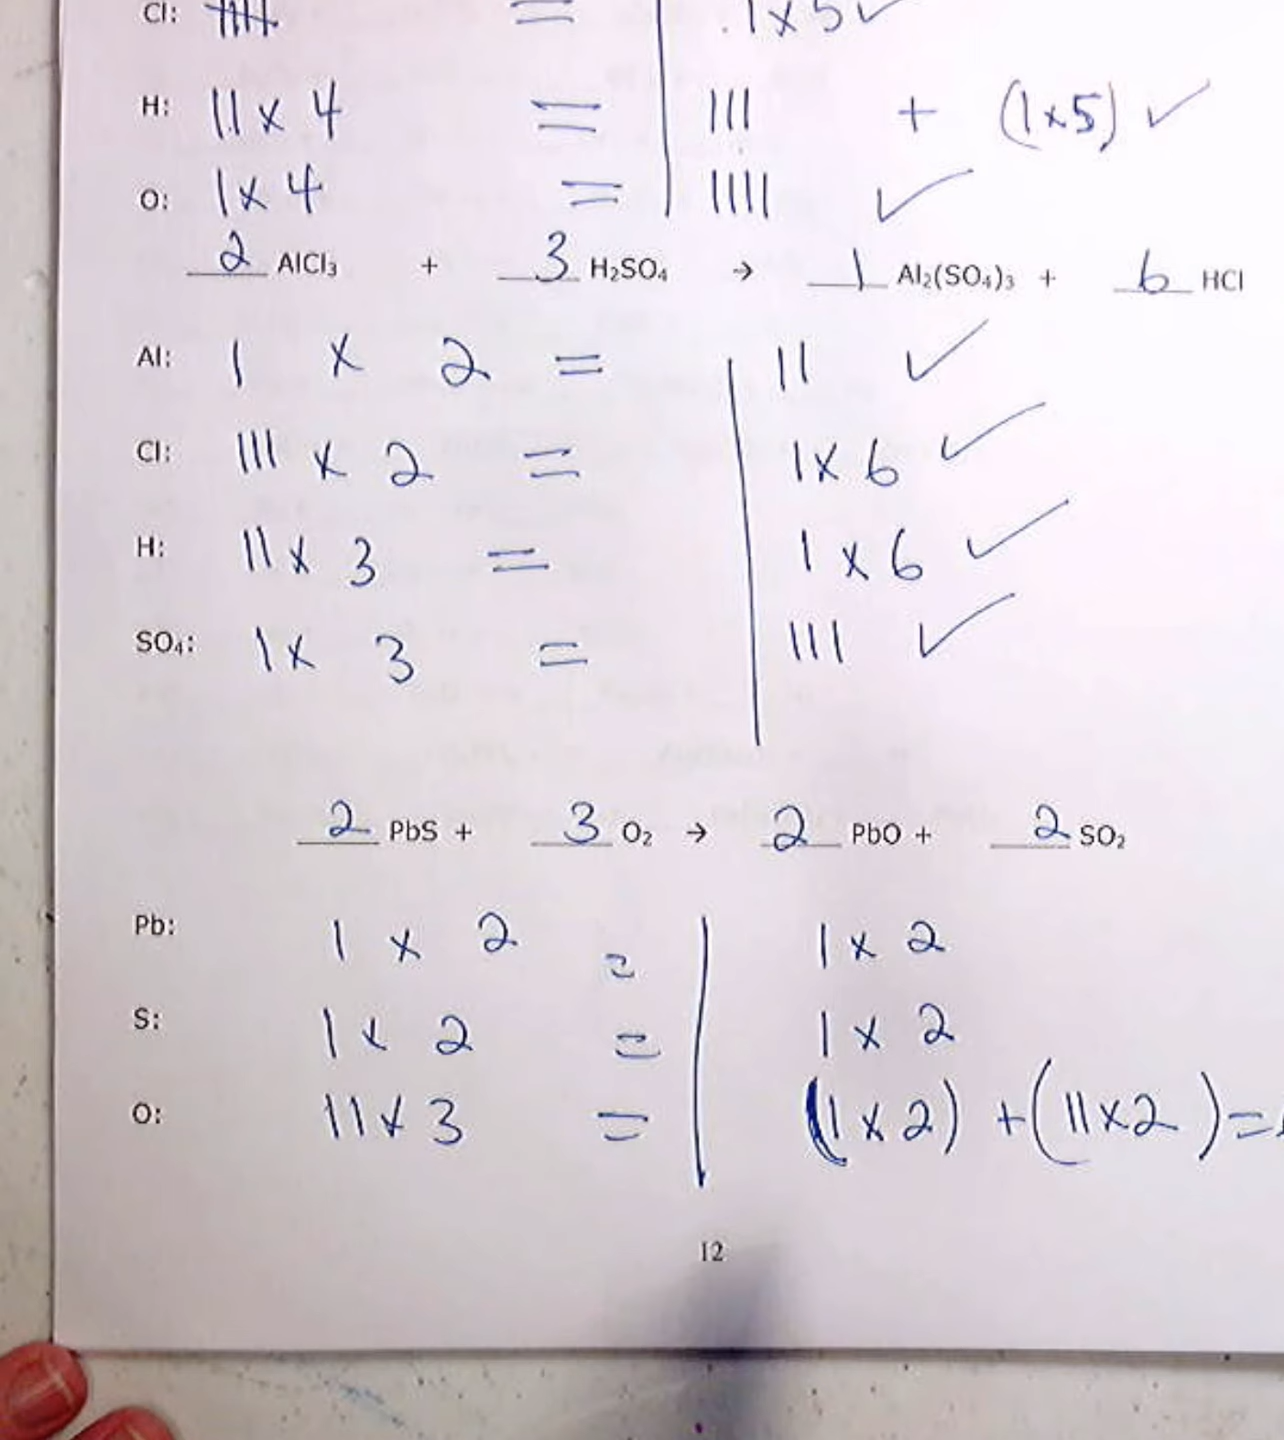 Cl: 𝍸 = 1x5✓
H: 11 x 4 = 111 + (1x5) ✓
O: 1x 4 = 1111 ✓
2 AlCl₃ + 3 H₂SO₄ → 1 Al₂(SO₄)₃ + 6 HCl
Al: 1 x 2 = 11 ✓
Cl: 111 x 2 = 1x 6 ✓
H: 11 x 3 = 1 x 6 ✓
SO₄: 1x 3 = 111 ✓
2 PbS + 3 O₂ → 2 PbO + 2 SO₂
Pb: 1 x 2 = 1 x 2
S: 1 x 2 = 1 x 2
O: 11x 3 = (1 x 2) + (11x2) =
12